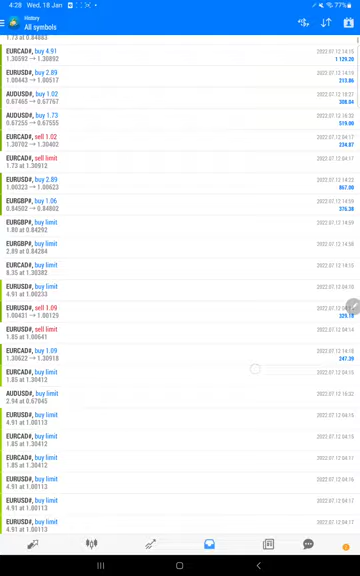 4:28 Wed, 18 Jan
77%
History
All symbols
1.73 at 0.84083
EURCAD#, buy 4.91
2022.07.12 14:15
1.30592 → 1.30892
1 129.20
EURUSD#, buy 2.89
2022.07.12 14:19
1.00443 → 1.00517
213.86
AUDUSD#, buy 1.02
2022.07.12 18:27
0.67465 → 0.67767
308.04
AUDUSD#, buy 1.73
2022.07.12 16:32
0.67255 → 0.67555
519.00
EURCAD#, sell 1.02
2022.07.12 04:17
1.30702 → 1.30402
234.87
EURCAD#, sell limit
2022.07.12 04:17
1.73 at 1.30912
EURUSD#, buy 2.89
2022.07.12 14:22
1.00323 → 1.00623
867.00
EURGBP#, buy 1.06
2022.07.12 14:59
0.84502 → 0.84802
376.38
EURGBP#, buy limit
2022.07.12 14:59
1.80 at 0.84292
EURGBP#, buy limit
2022.07.12 14:58
2.89 at 0.84284
EURCAD#, buy limit
2022.07.12 14:15
8.35 at 1.30382
EURUSD#, buy limit
2022.07.12 04:10
4.91 at 1.00233
EURUSD#, sell 1.09
1.00431 → 1.00129
329.18
EURUSD#, sell limit
2022.07.12 04:14
1.85 at 1.00641
EURCAD#, buy 1.09
2022.07.12 14:18
1.30622 → 1.30918
247.39
EURCAD#, buy limit
2022.07.12 04:15
1.85 at 1.30412
AUDUSD#, buy limit
2022.07.12 16:32
2.94 at 0.67045
EURUSD#, buy limit
2022.07.12 04:15
4.91 at 1.00113
EURCAD#, buy limit
2022.07.12 04:15
1.85 at 1.30412
EURCAD#, buy limit
2022.07.12 04:11
1.85 at 1.30412
EURUSD#, buy limit
2022.07.12 04:16
4.91 at 1.00113
EURUSD#, buy limit
2022.07.12 04:17
4.91 at 1.00113
EURUSD#, buy limit
2022.07.12 04:17
4.91 at 1.00113